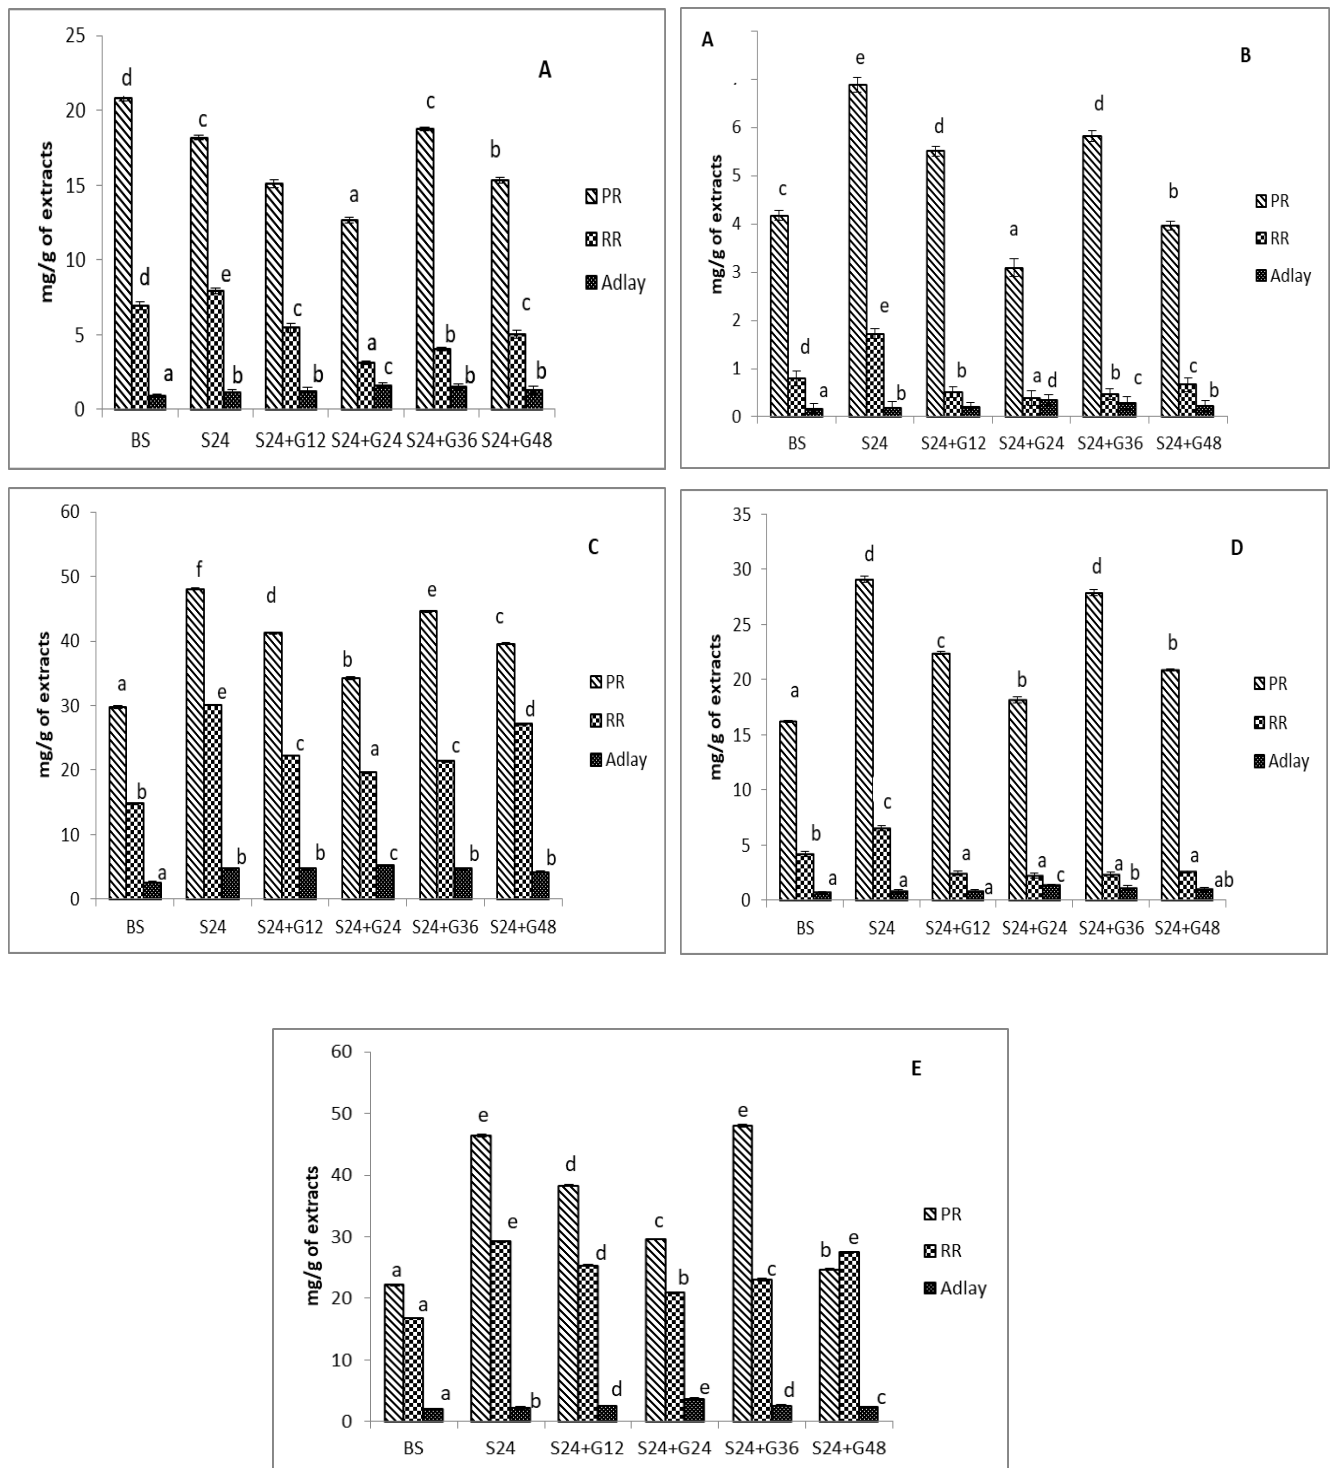 A
mg/g of extracts
25
20
15
10
5
0
d
d
a
c
e
b
c
b
a
a
c
c
b
b
b
c
b
BS S24 S24+G12 S24+G24 S24+G36 S24+G48
PR
RR
Adlay
A
B
mg/g of extracts
6
5
4
3
2
1
0
c
d
a
e
e
b
d
b
a
a
d
d
b
c
b
c
b
BS S24 S24+G12 S24+G24 S24+G36 S24+G48
PR
RR
Adlay
C
mg/g of extracts
60
50
40
30
20
10
0
a
b
a
f
e
b
d
c
b
b
a
c
e
c
b
c
d
b
BS S24 S24+G12 S24+G24 S24+G36 S24+G48
PR
RR
Adlay
D
mg/g of extracts
35
30
25
20
15
10
5
0
a
b
a
d
c
a
c
a
a
b
a
c
d
a
b
b
a
ab
BS S24 S24+G12 S24+G24 S24+G36 S24+G48
PR
RR
Adlay
E
mg/g of extracts
60
50
40
30
20
10
0
a
a
a
e
e
b
d
d
d
c
b
e
e
c
d
b
e
c
BS S24 S24+G12 S24+G24 S24+G36 S24+G48
PR
RR
Adlay